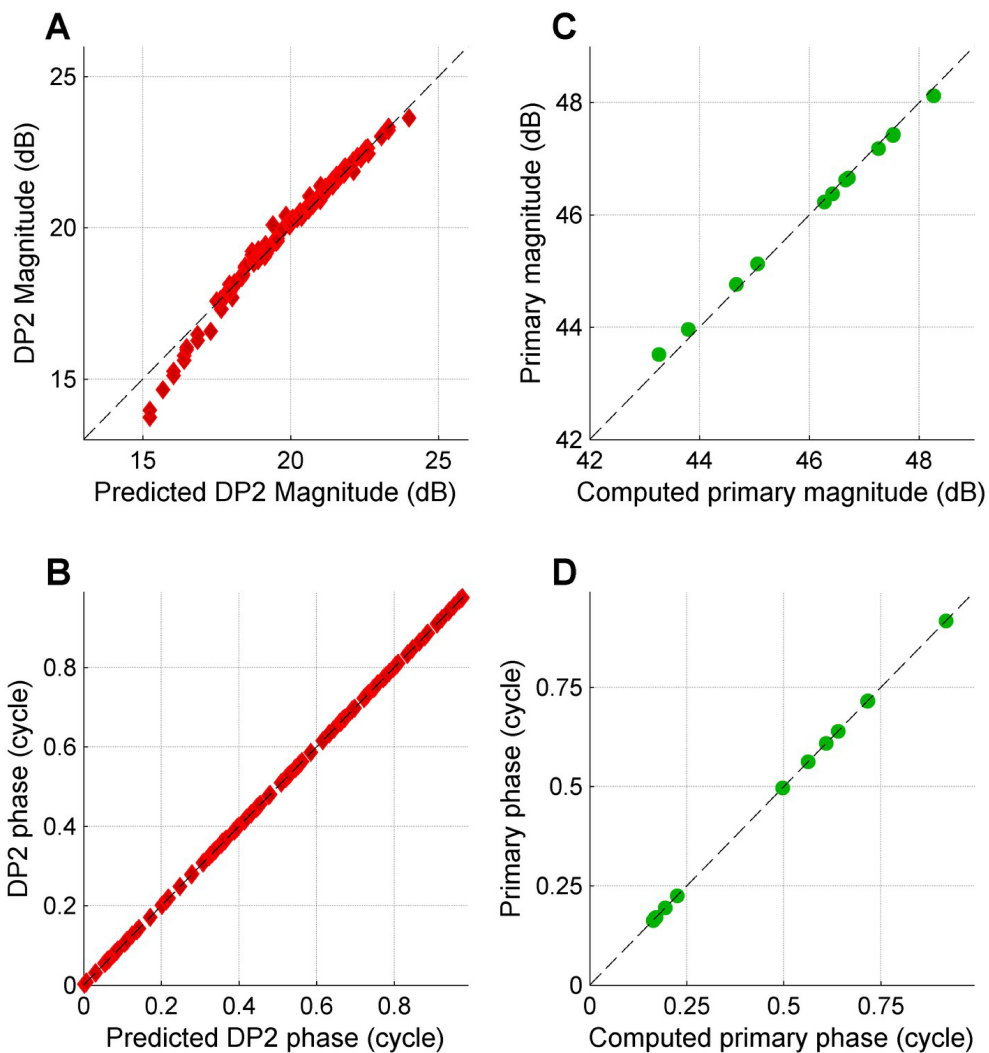 A
25
20
15
DP2 Magnitude (dB)
15 20 25
Predicted DP2 Magnitude (dB)
C
48
46
44
42
Primary magnitude (dB)
42 44 46 48
Computed primary magnitude (dB)
B
0.8
0.6
0.4
0.2
0
DP2 phase (cycle)
0 0.2 0.4 0.6 0.8
Predicted DP2 phase (cycle)
D
0.75
0.5
0.25
0
Primary phase (cycle)
0 0.25 0.5 0.75
Computed primary phase (cycle)